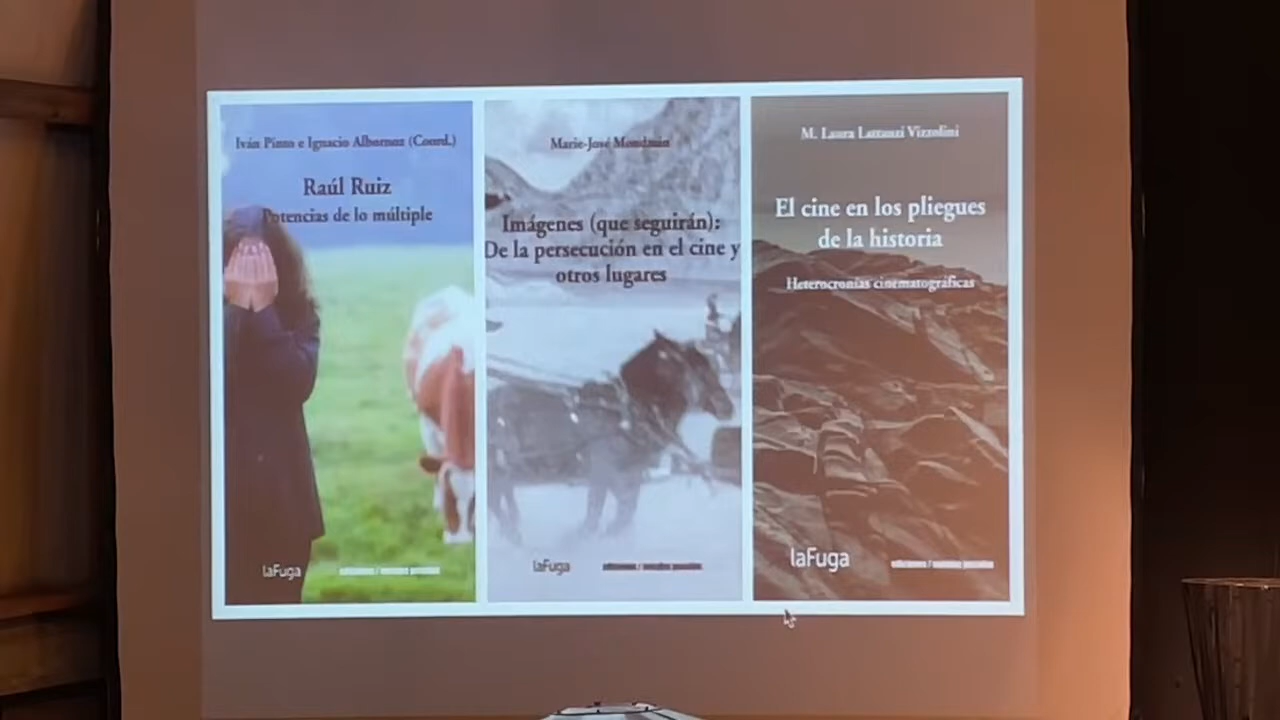 Iván Pinto e Ignacio Albornoz (Coord.)
Raúl Ruiz
Potencias de lo múltiple
laFuga
Marie-José Mondzain
Imágenes (que seguirán):
De la persecución en el cine y
otros lugares
laFuga
M. Laura Lattanzi Vizzolini
El cine en los pliegues
de la historia
Heterocronías cinematográficas
laFuga